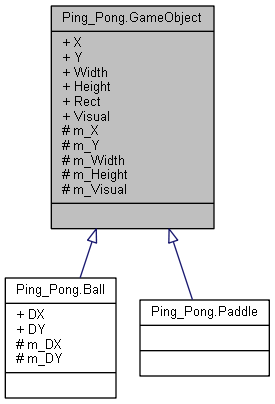 Ping_Pong.GameObject
+ X
+ Y
+ Width
+ Height
+ Rect
+ Visual
# m_X
# m_Y
# m_Width
# m_Height
# m_Visual
Ping_Pong.Ball
+ DX
+ DY
# m_DX
# m_DY
Ping_Pong.Paddle